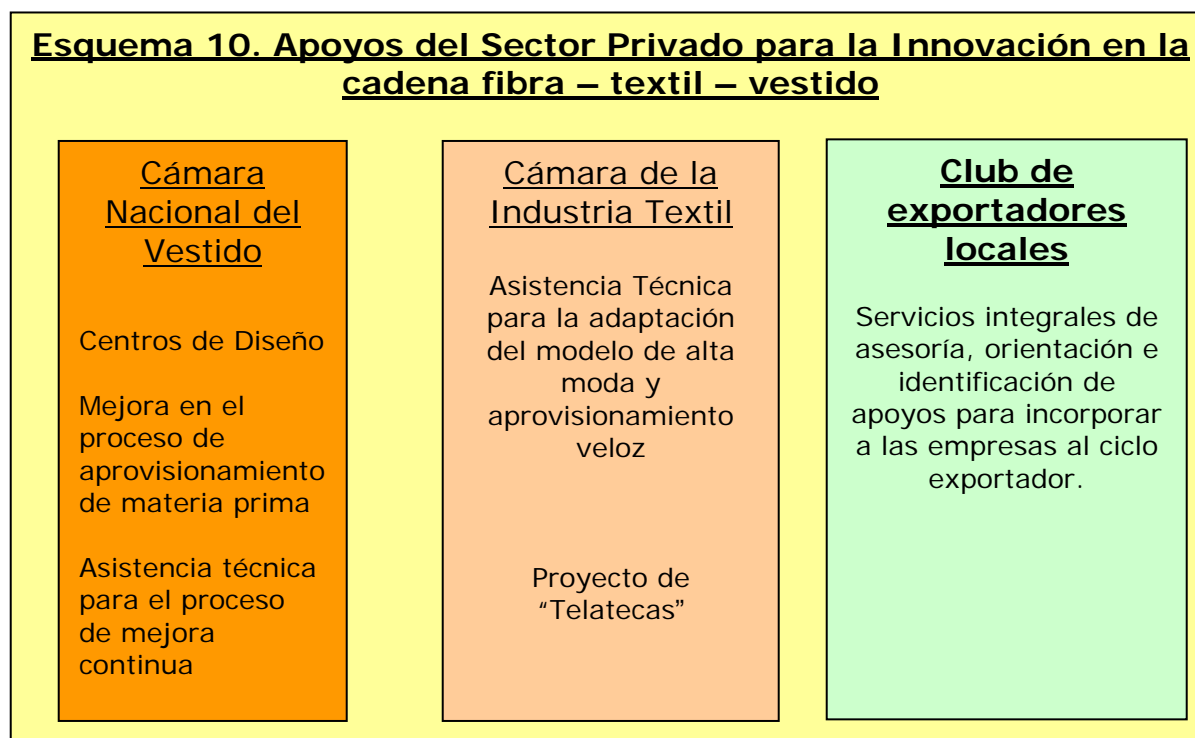 Esquema 10. Apoyos del Sector Privado para la Innovación en la
cadena fibra – textil – vestido
Cámara
Nacional del
Vestido
Centros de Diseño
Mejora en el
proceso de
aprovisionamiento
de materia prima
Asistencia técnica
para el proceso
de mejora
continua
Cámara de la
Industria Textil
Asistencia Técnica
para la adaptación
del modelo de alta
moda y
aprovisionamiento
veloz
Proyecto de
“Telatecas”
Club de
exportadores
locales
Servicios integrales de
asesoría, orientación e
identificación de
apoyos para incorporar
a las empresas al ciclo
exportador.